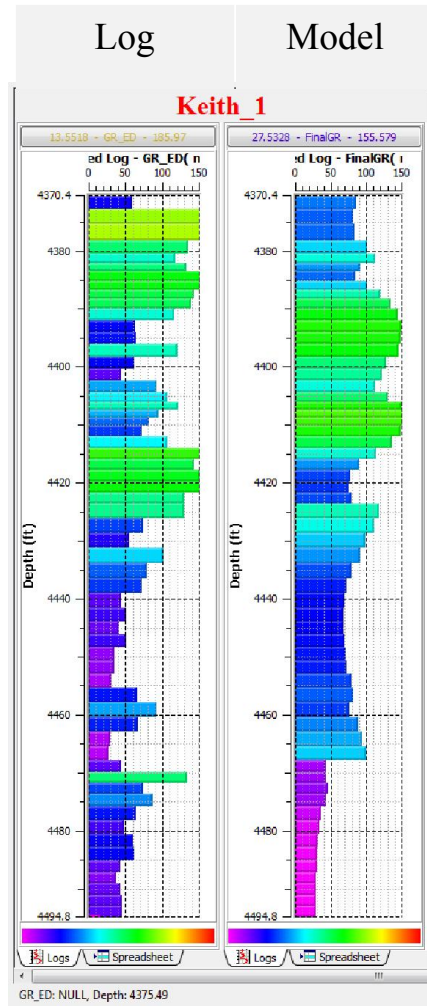 Log Model
Keith_1
13.5518 - GR_ED - 185.97 27.5328 - FinalGR - 155.579
ed Log - GR_ED( ed Log - FinalGR(
0 50 100 150 0 50 100 150
4370.4 4370.4
4380 4380
4400 4400
4420 4420
Depth (ft) Depth (ft)
4440 4440
4460 4460
4480 4480
4494.8 4494.8
Logs Spreadsheet Logs Spreadsheet
GR_ED: NULL, Depth: 4375.49